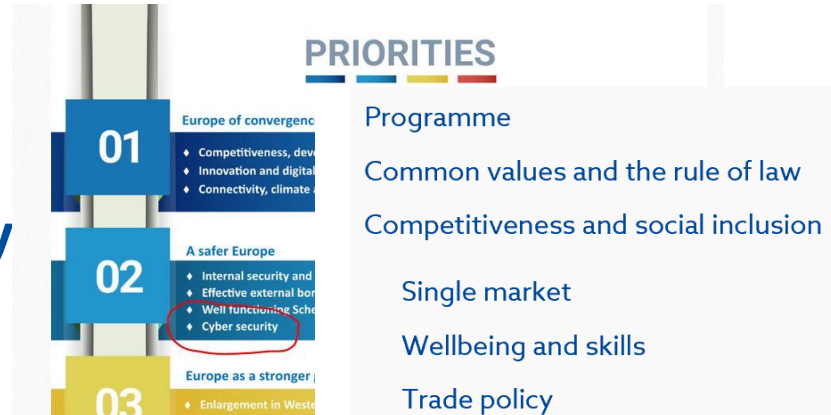 PRIORITIES
01
Europe of convergenc
Competitiveness, deve
Innovation and digital
Connectivity, climate a
02
A safer Europe
Internal security and
Effective external bor
Well functioning Sche
Cyber security
03
Europe as a stronger
Enlargement in Weste
Programme
Common values and the rule of law
Competitiveness and social inclusion
Single market
Wellbeing and skills
Trade policy